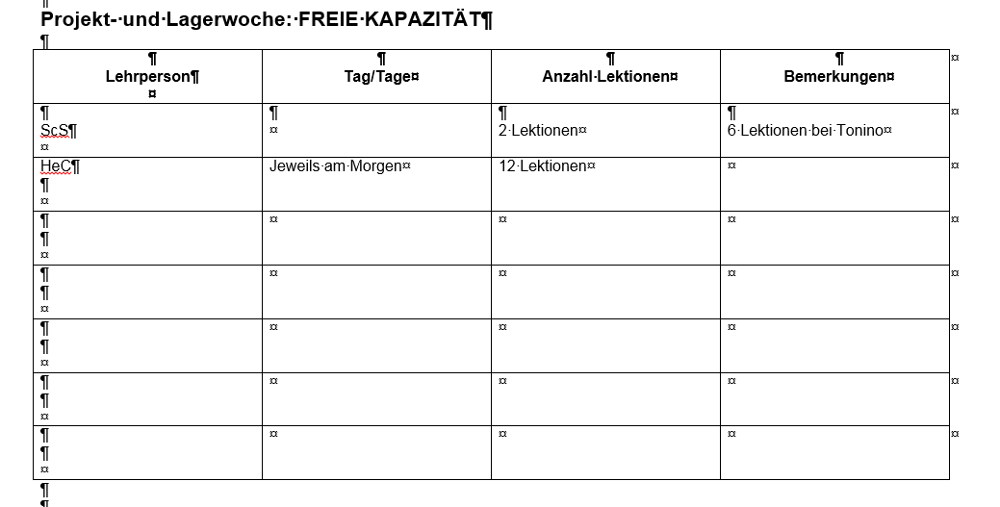 Projekt- und Lagerwoche: FREIE KAPAZITÄT
Lehrperson Tag/Tage Anzahl Lektionen Bemerkungen
ScS 2 Lektionen 6 Lektionen bei Tonino
HeC Jeweils am Morgen 12 Lektionen